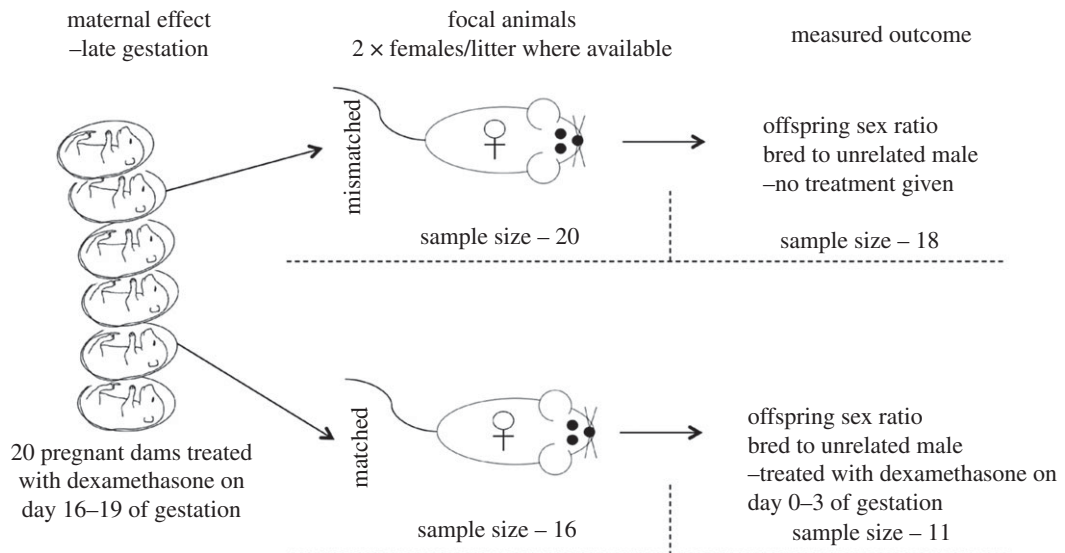 maternal effect
–late gestation
focal animals
2 × females/litter where available
measured outcome
mismatched
offspring sex ratio
bred to unrelated male
–no treatment given
sample size – 20
sample size – 18
20 pregnant dams treated
with dexamethasone on
day 16–19 of gestation
matched
offspring sex ratio
bred to unrelated male
–treated with dexamethasone on
day 0–3 of gestation
sample size – 16
sample size – 11